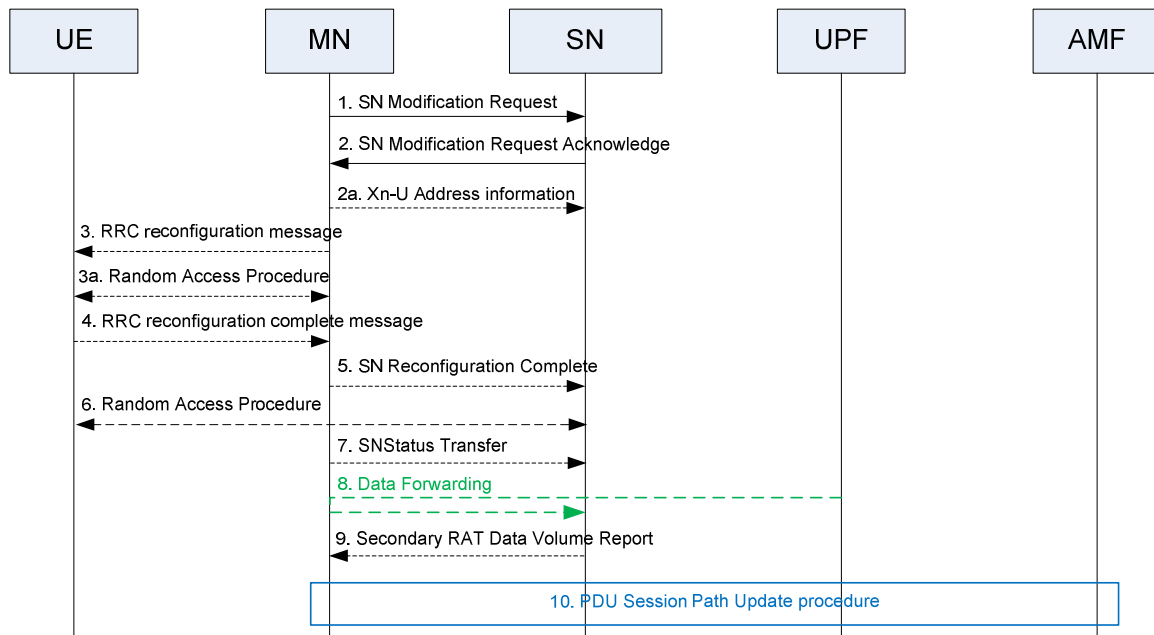 UE
MN
SN
UPF
AMF
1. SN Modification Request
2. SN Modification Request Acknowledge
2a. Xn-U Address information
3. RRC reconfiguration message
3a. Random Access Procedure
4. RRC reconfiguration complete message
5. SN Reconfiguration Complete
6. Random Access Procedure
7. SNStatus Transfer
8. Data Forwarding
9. Secondary RAT Data Volume Report
10. PDU Session Path Update procedure